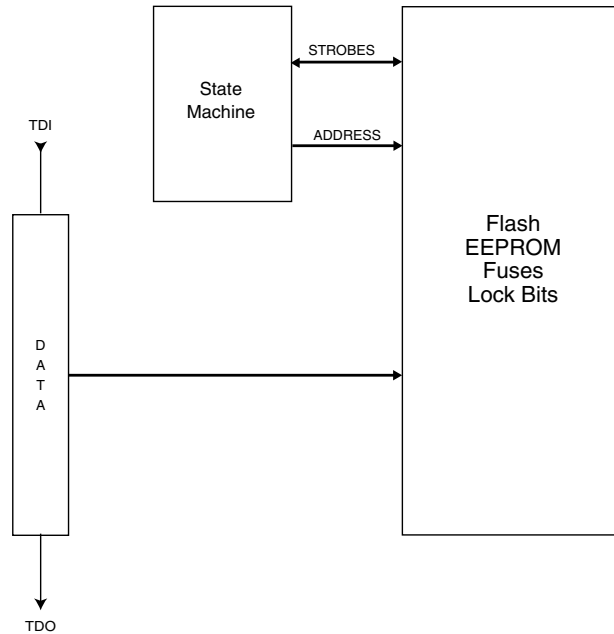 STROBES
State
Machine
ADDRESS
TDI
Flash
EEPROM
Fuses
Lock Bits
D
A
T
A
TDO